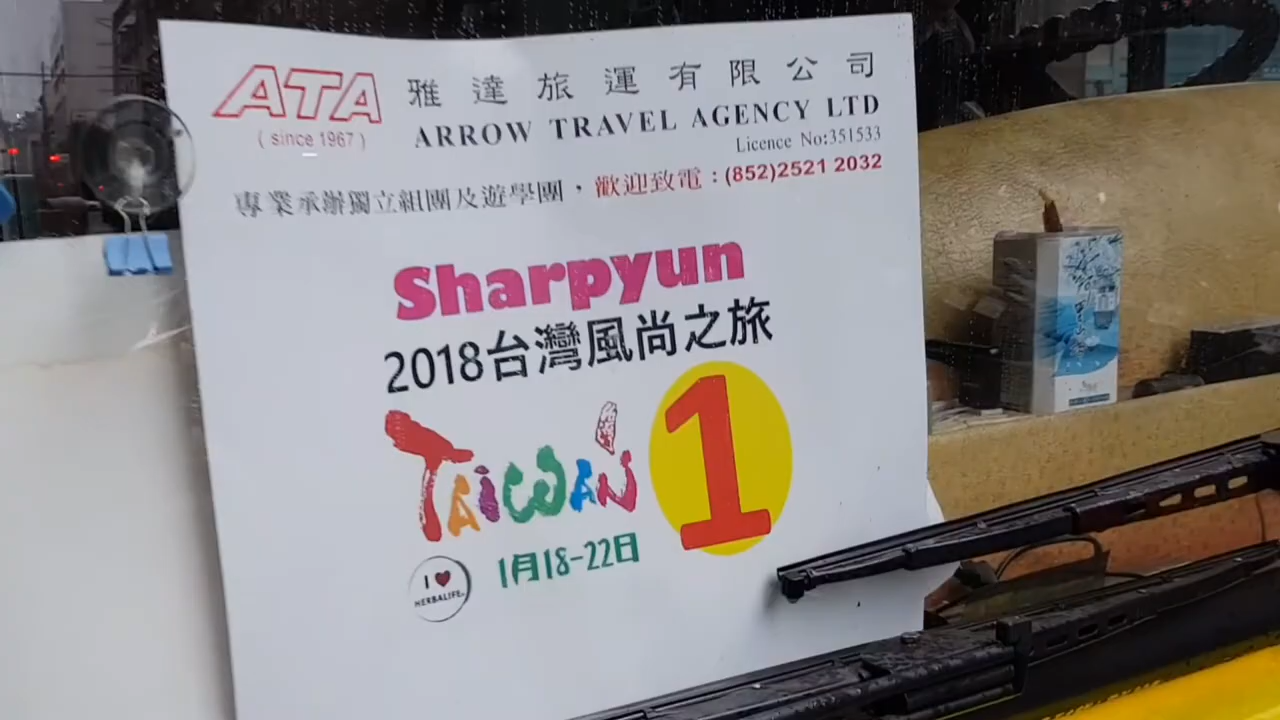 ATA 雅達旅運有限公司
(since 1967) ARROW TRAVEL AGENCY LTD
Licence No:351533
專業承辦獨立組團及遊學團，歡迎致電：(852)2521 2032
Sharpyun
2018台灣風尚之旅
TAIWAN 1
1月18-22日
I ♥
HERBALIFE